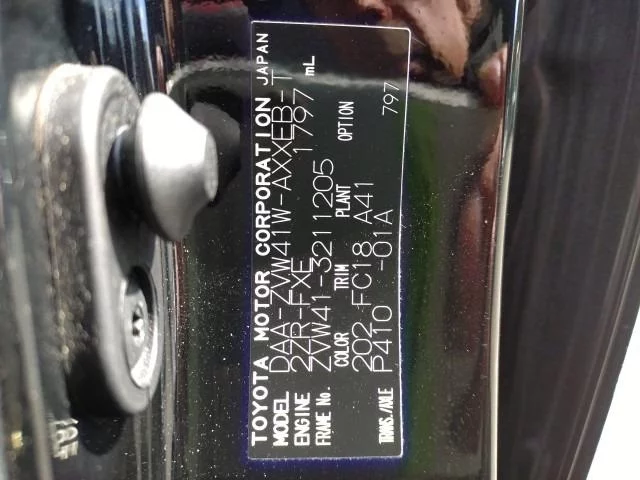 TOYOTA MOTOR CORPORATION JAPAN
MODEL DAA-ZVW41W-AXXEB-T
ENGINE 2ZR-FXE 1797 mL
FRAME No. ZVW41-3211205
COLOR TRIM PLANT OPTION
202 FC18 A41 797
TRANS./AXLE P410 -01A